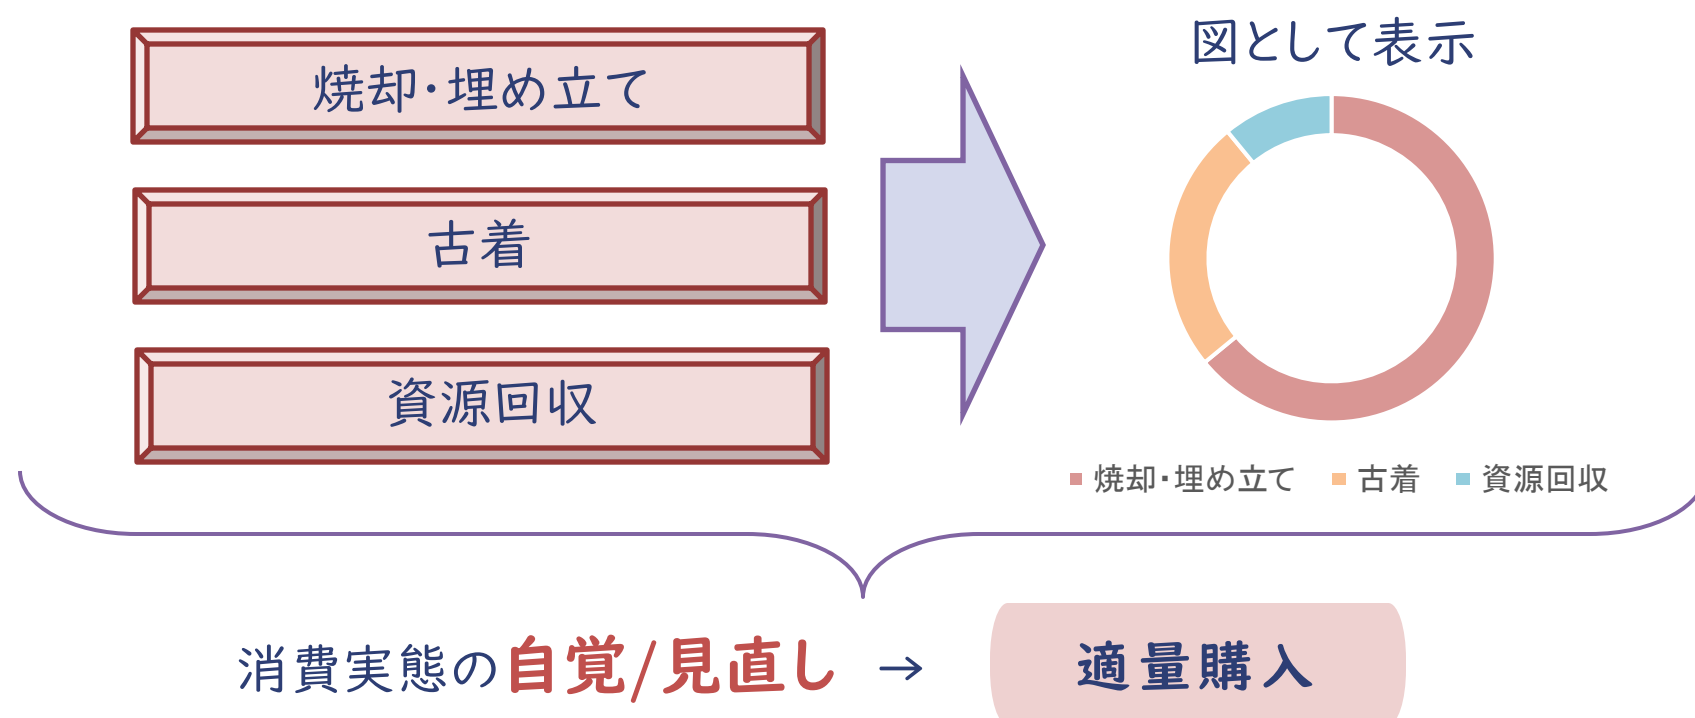 焼却・埋め立て
古着
資源回収
図として表示
焼却・埋め立て 古着 資源回収
消費実態の自覚/見直し → 適量購入